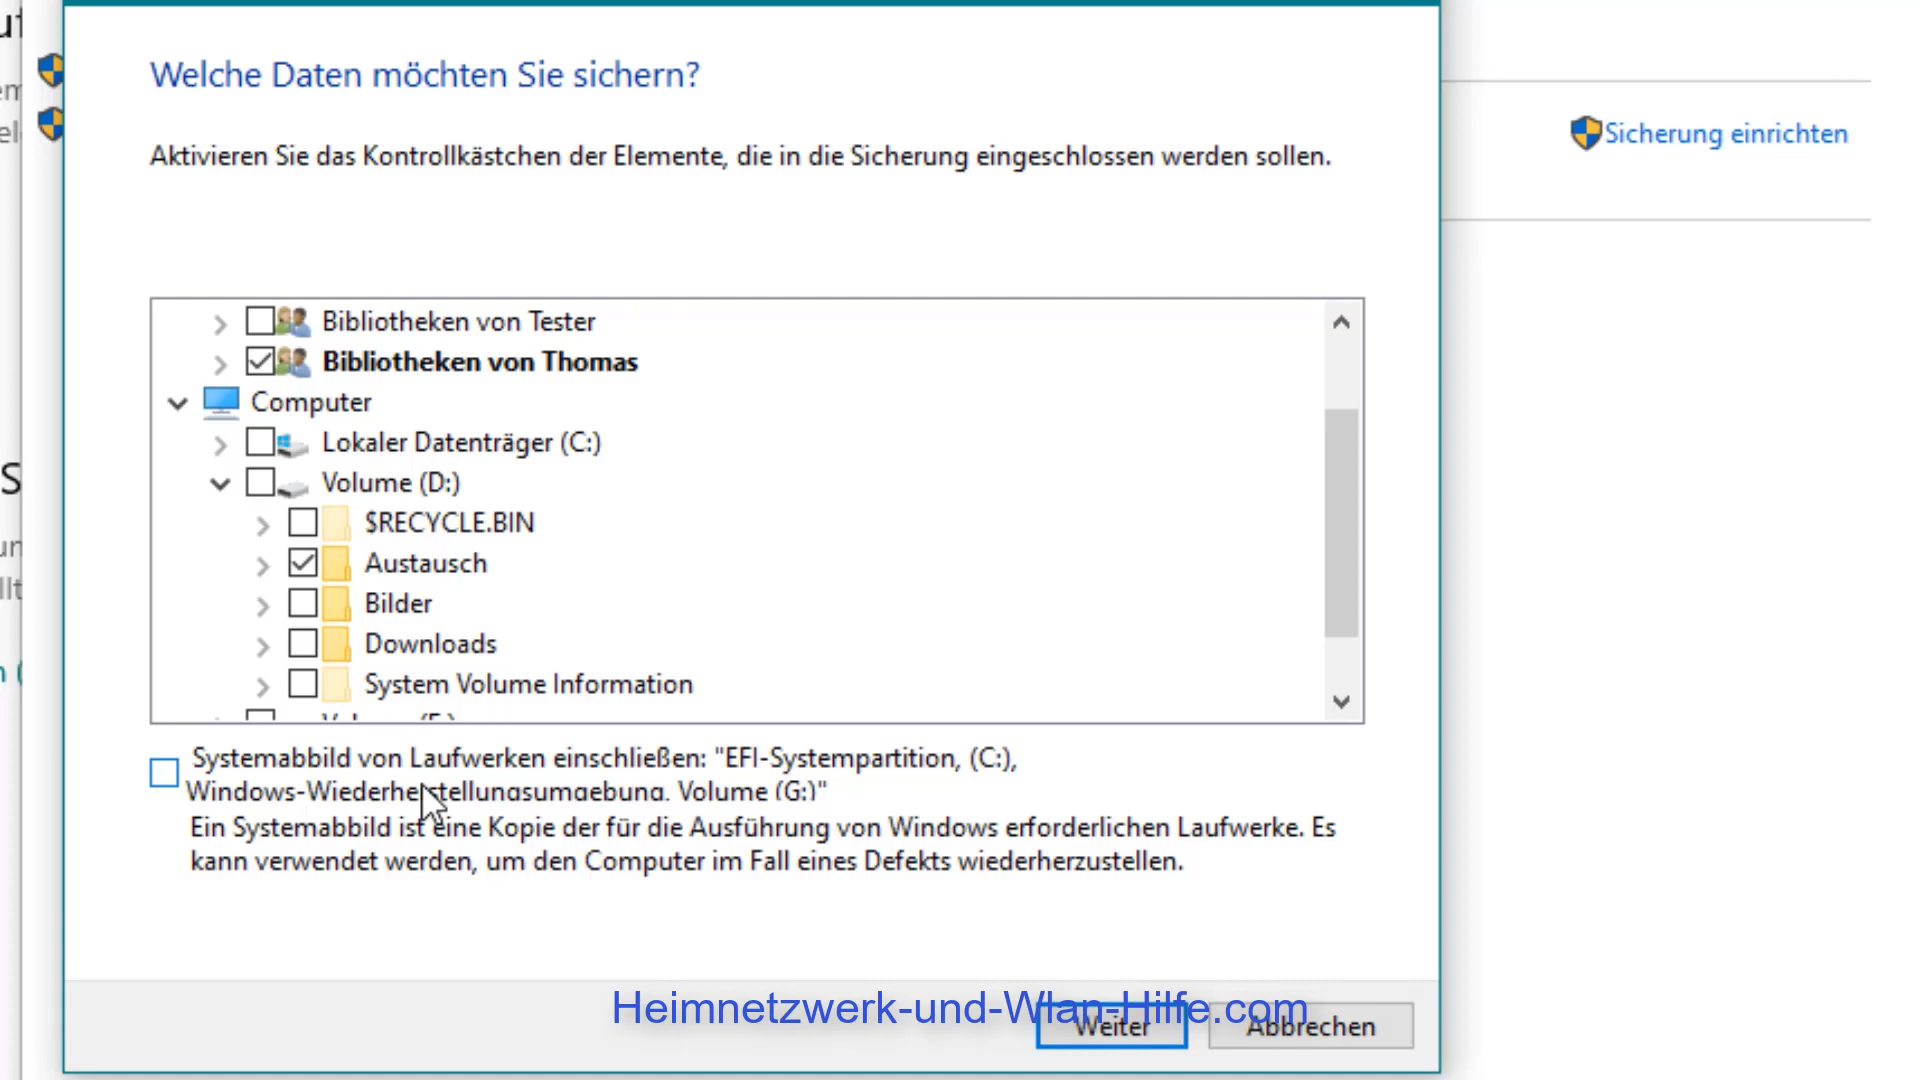 Welche Daten möchten Sie sichern?
Aktivieren Sie das Kontrollkästchen der Elemente, die in die Sicherung eingeschlossen werden sollen.
Sicherung einrichten
Bibliotheken von Tester
Bibliotheken von Thomas
Computer
Lokaler Datenträger (C:)
Volume (D:)
$RECYCLE.BIN
Austausch
Bilder
Downloads
System Volume Information
Systemabbild von Laufwerken einschließen: "EFI-Systempartition, (C:),
Windows-Wiederherstellungsumgebung, Volume (G:)"
Ein Systemabbild ist eine Kopie der für die Ausführung von Windows erforderlichen Laufwerke. Es
kann verwendet werden, um den Computer im Fall eines Defekts wiederherzustellen.
Heimnetzwerk-und-Wlan-Hilfe.com
Weiter
Abbrechen